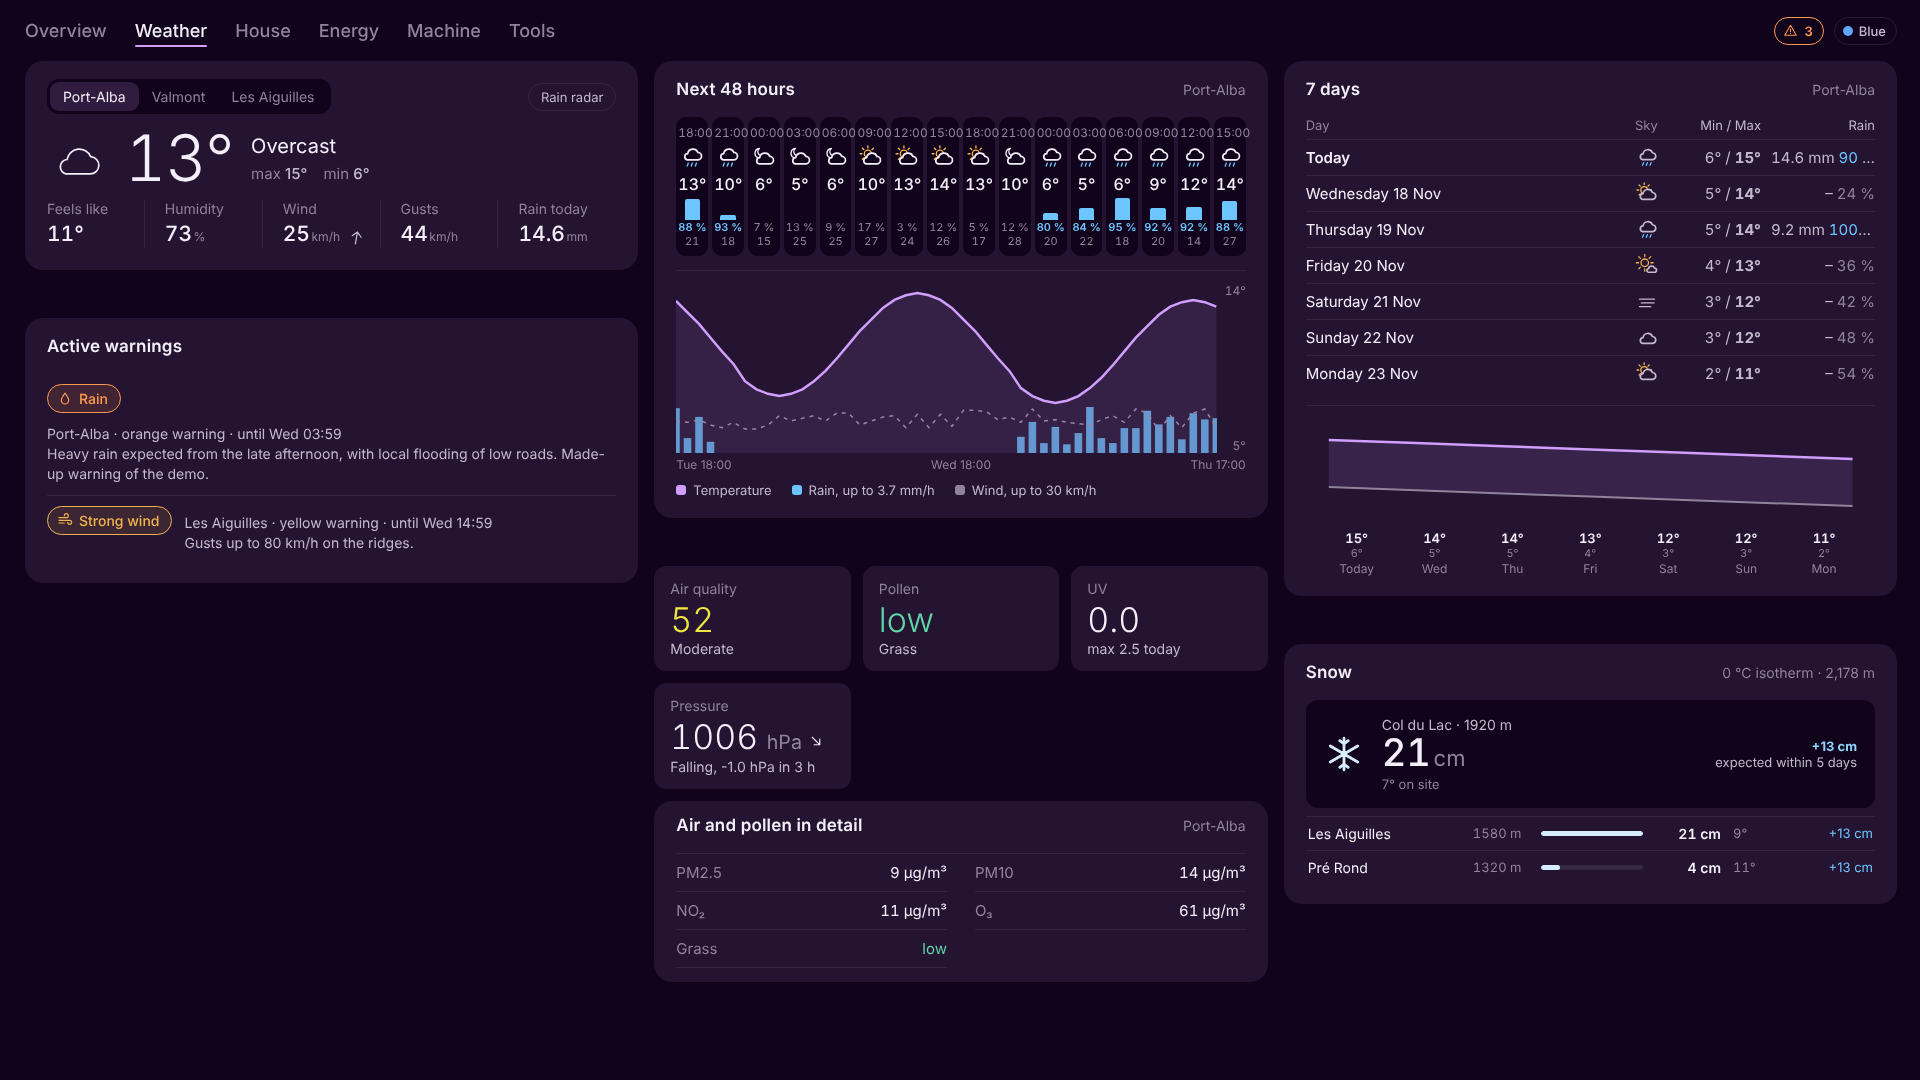 Overview Weather House Energy Machine Tools
3 Blue
Port-Alba Valmont Les Aiguilles
Rain radar
13°
Overcast
max 15° min 6°
Feels like Humidity Wind Gusts Rain today
11° 73 % 25 km/h 44 km/h 14.6 mm
Active warnings
Rain
Port-Alba · orange warning · until Wed 03:59
Heavy rain expected from the late afternoon, with local flooding of low roads. Made-
up warning of the demo.
Strong wind
Les Aiguilles · yellow warning · until Wed 14:59
Gusts up to 80 km/h on the ridges.
Next 48 hours Port-Alba
18:00 21:00 00:00 03:00 06:00 09:00 12:00 15:00 18:00 21:00 00:00 03:00 06:00 09:00 12:00 15:00
13° 10° 6° 5° 6° 10° 13° 14° 13° 10° 6° 5° 6° 9° 12° 14°
88 % 93 % 7 % 13 % 9 % 17 % 3 % 12 % 5 % 12 % 80 % 84 % 95 % 92 % 92 % 88 %
21 18 15 25 25 27 24 26 17 28 20 22 18 20 14 27
14°
5°
Tue 18:00 Wed 18:00 Thu 17:00
Temperature Rain, up to 3.7 mm/h Wind, up to 30 km/h
Air quality
52
Moderate
Pollen
low
Grass
UV
0.0
max 2.5 today
Pressure
1006 hPa
Falling, -1.0 hPa in 3 h
Air and pollen in detail Port-Alba
PM2.5 9 µg/m³ PM10 14 µg/m³
NO₂ 11 µg/m³ O₃ 61 µg/m³
Grass low
7 days Port-Alba
Day Sky Min / Max Rain
Today 6° / 15° 14.6 mm 90 ...
Wednesday 18 Nov 5° / 14° – 24 %
Thursday 19 Nov 5° / 14° 9.2 mm 100...
Friday 20 Nov 4° / 13° – 36 %
Saturday 21 Nov 3° / 12° – 42 %
Sunday 22 Nov 3° / 12° – 48 %
Monday 23 Nov 2° / 11° – 54 %
15° 14° 14° 13° 12° 12° 11°
6° 5° 5° 4° 3° 3° 2°
Today Wed Thu Fri Sat Sun Mon
Snow 0 °C isotherm · 2,178 m
Col du Lac · 1920 m
21 cm
7° on site
+13 cm
expected within 5 days
Les Aiguilles 1580 m 21 cm 9° +13 cm
Pré Rond 1320 m 4 cm 11° +13 cm